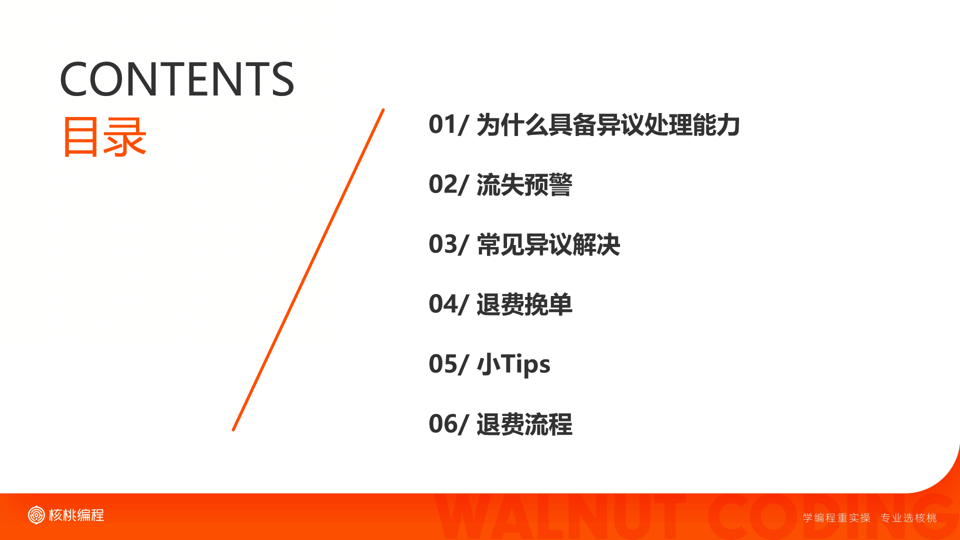 CONTENTS
目录
01/ 为什么具备异议处理能力
02/ 流失预警
03/ 常见异议解决
04/ 退费挽单
05/ 小Tips
06/ 退费流程
核桃编程
WALNUT CODING
学编程重实操 专业选核桃